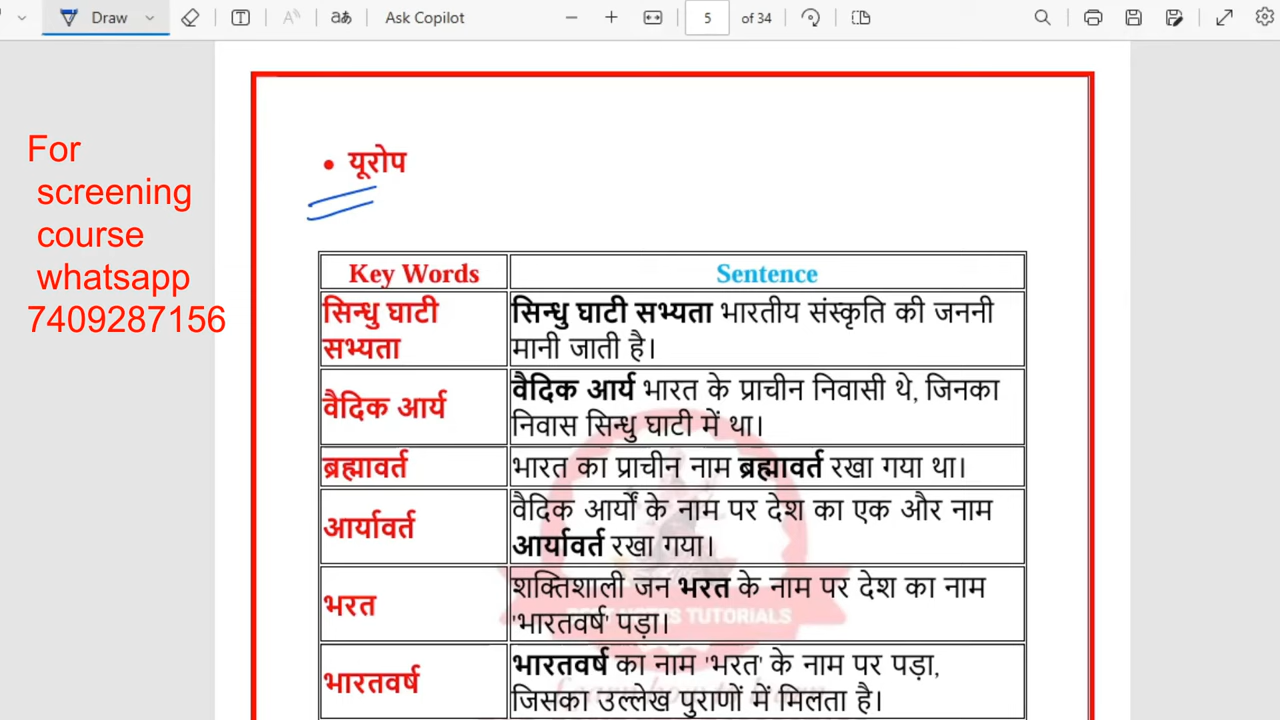 Draw
Ask Copilot
5 of 34
For
screening
course
whatsapp
7409287156
• यूरोप
Key Words Sentence
सिन्धु घाटी सभ्यता भारतीय संस्कृति की जननी
सिन्धु घाटी
सभ्यता
मानी जाती है।
वैदिक आर्य
वैदिक आर्य भारत के प्राचीन निवासी थे, जिनका
निवास सिन्धु घाटी में था।
ब्रह्मावर्त
भारत का प्राचीन नाम ब्रह्मावर्त रखा गया था।
आर्यावर्त
वैदिक आर्यों के नाम पर देश का एक और नाम
आर्यावर्त रखा गया।
भरत
शक्तिशाली जन भरत के नाम पर देश का नाम
'भारतवर्ष' पड़ा।
भारतवर्ष
भारतवर्ष का नाम 'भरत' के नाम पर पड़ा,
जिसका उल्लेख पुराणों में मिलता है।
TUTORIALS